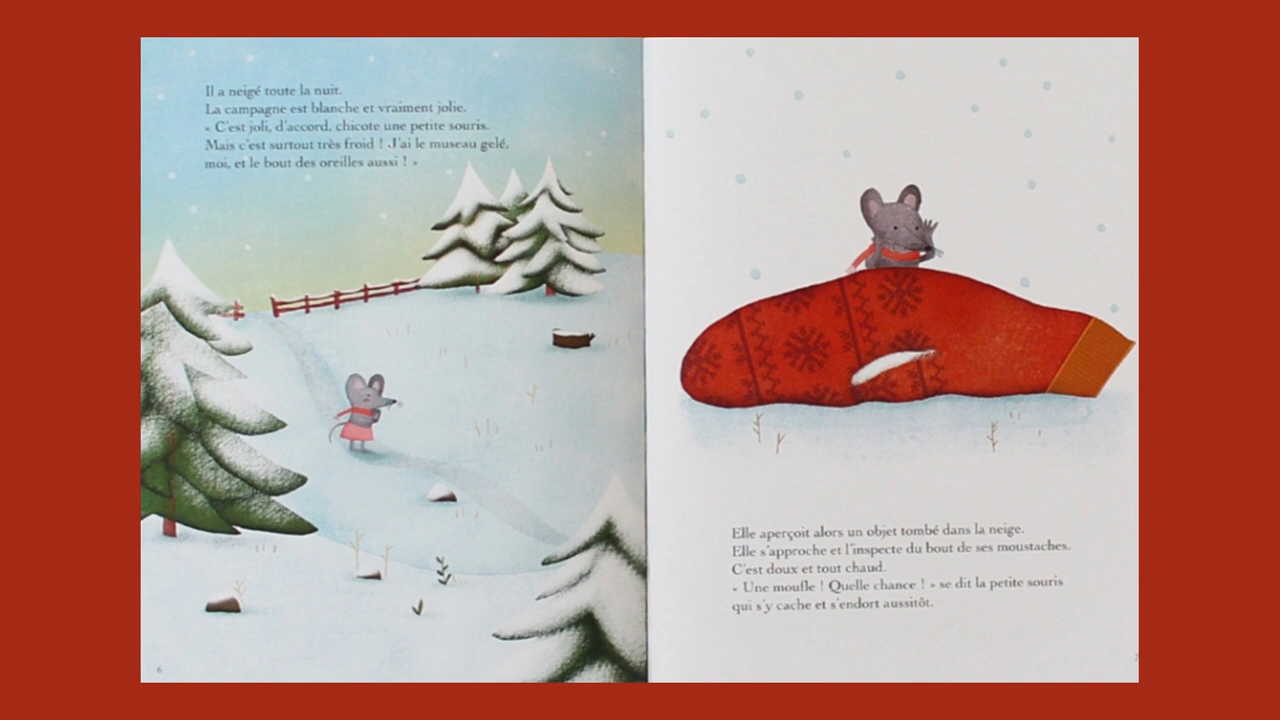 Il a neigé toute la nuit.
La campagne est blanche et vraiment jolie.
« C'est joli, d'accord, chicote une petite souris.
Mais c'est surtout très froid ! J'ai le museau gelé,
moi, et le bout des oreilles aussi ! »
6
Elle aperçoit alors un objet tombé dans la neige.
Elle s'approche et l'inspecte du bout de ses moustaches.
C'est doux et tout chaud.
« Une moufle ! Quelle chance ! » se dit la petite souris
qui s'y cache et s'endort aussitôt.